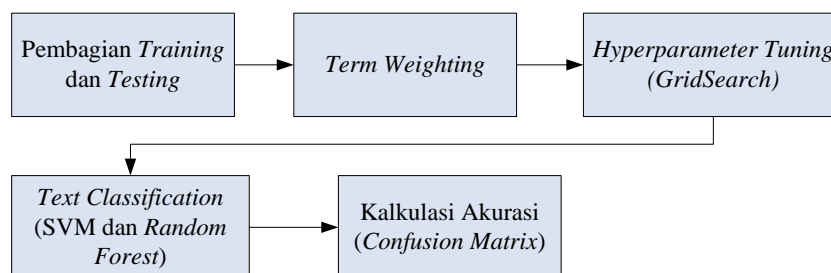 Pembagian Training
dan Testing
Term Weighting
Hyperparameter Tuning
(GridSearch)
Text Classification
(SVM dan Random
Forest)
Kalkulasi Akurasi
(Confusion Matrix)